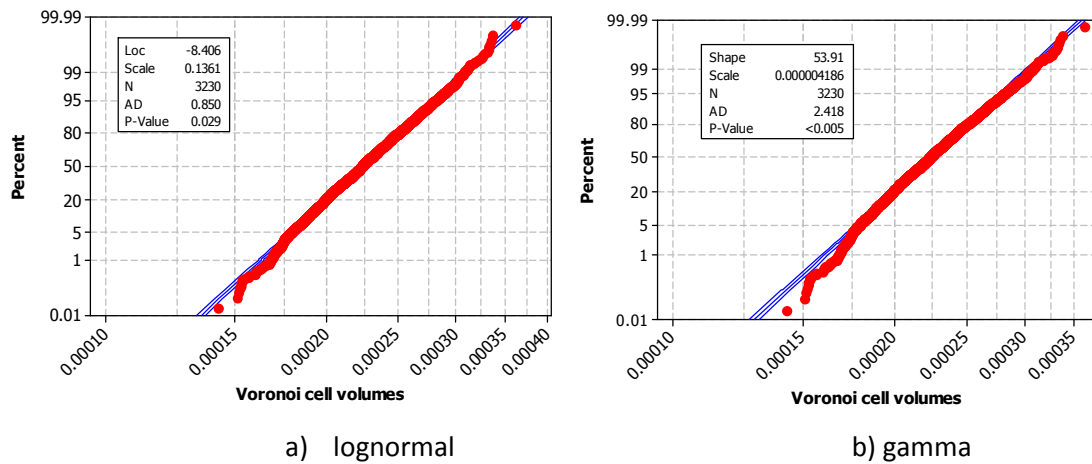 99.99
99
95
80
50
20
5
1
0.01
Percent
Loc -8.406
Scale 0.1361
N 3230
AD 0.850
P-Value 0.029
0.00010
0.00015
0.00020
0.00025
0.00030
0.00035
0.00040
Voronoi cell volumes
a) lognormal
99.99
99
95
80
50
20
5
1
0.01
Percent
Shape 53.91
Scale 0.000004186
N 3230
AD 2.418
P-Value <0.005
0.00010
0.00015
0.00020
0.00025
0.00030
0.00035
Voronoi cell volumes
b) gamma